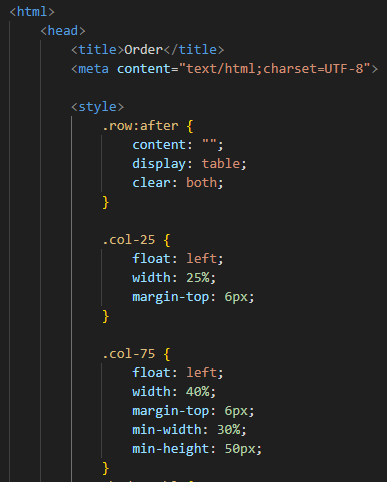 <html>
<head>
<title>Order</title>
<meta content="text/html;charset=UTF-8">
<style>
.row:after {
content: "";
display: table;
clear: both;
}
.col-25 {
float: left;
width: 25%;
margin-top: 6px;
}
.col-75 {
float: left;
width: 40%;
margin-top: 6px;
min-width: 30%;
min-height: 50px;
}